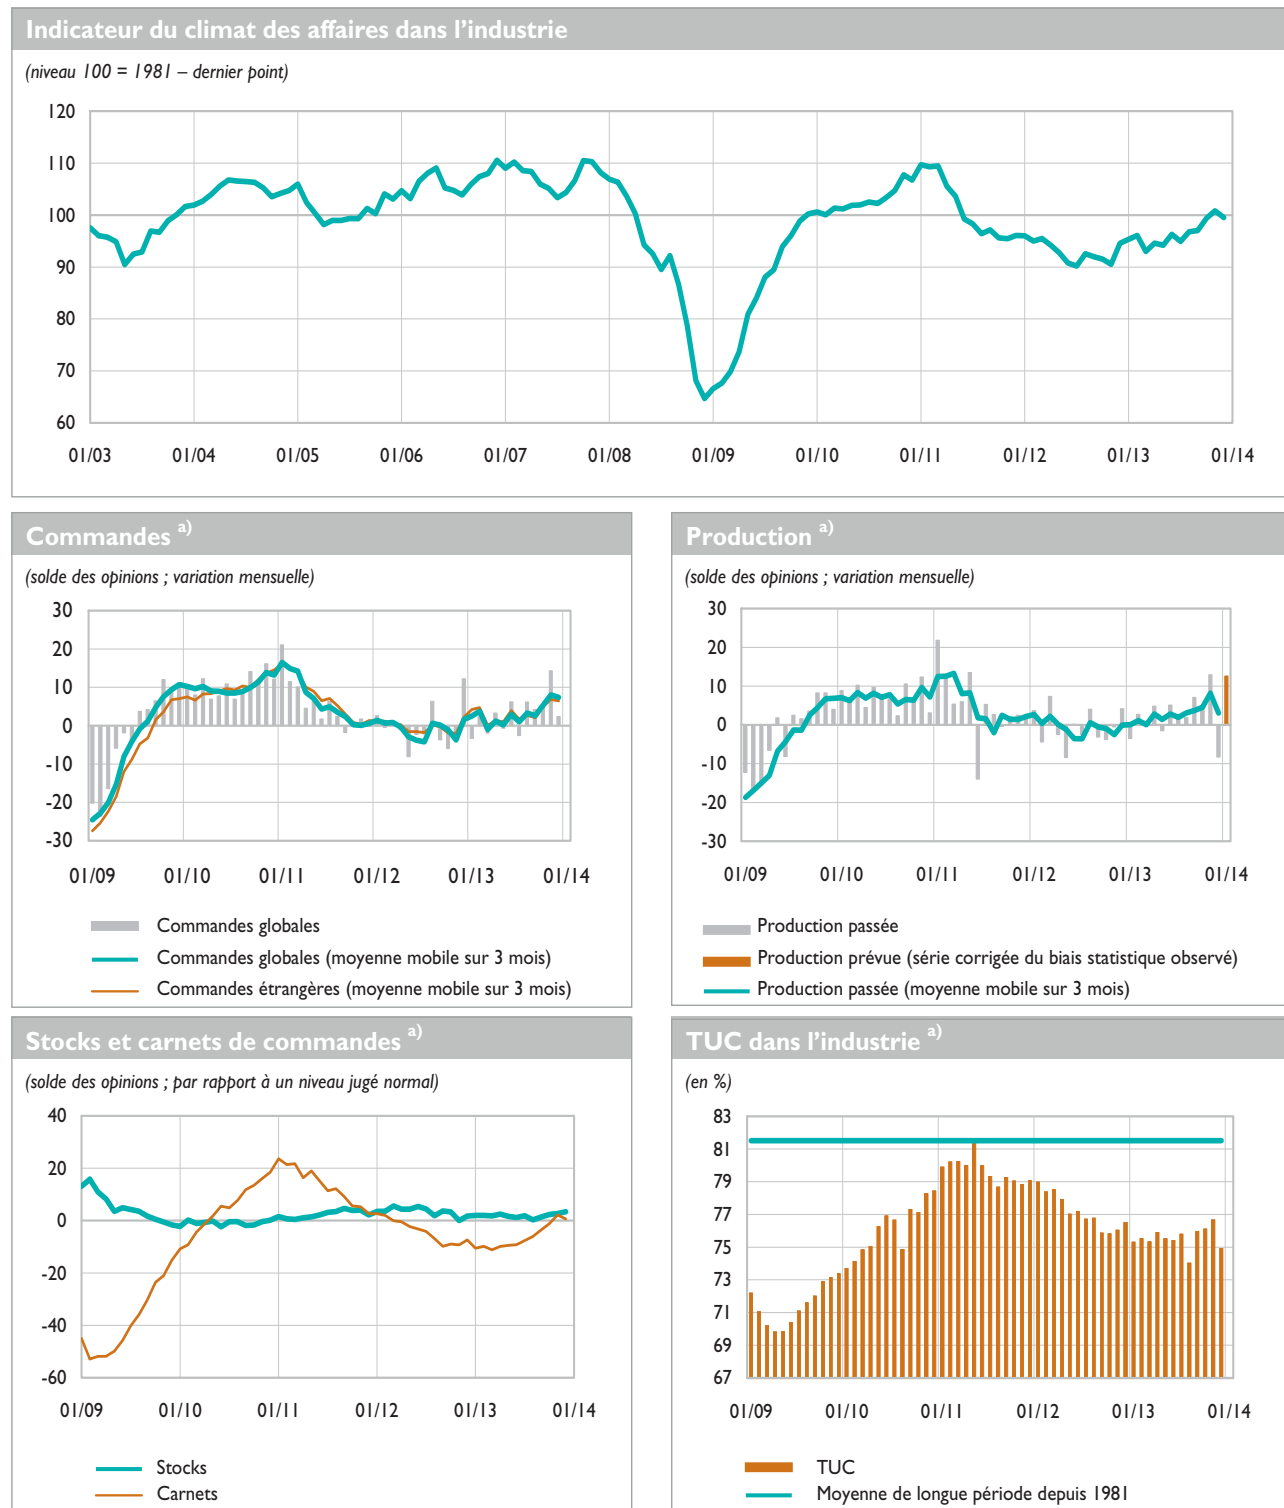 Indicateur du climat des affaires dans l’industrie
(niveau 100 = 1981 – dernier point)
120
110
100
90
80
70
60
01/03 01/04 01/05 01/06 01/07 01/08 01/09 01/10 01/11 01/12 01/13 01/14
Commandes a)
(solde des opinions ; variation mensuelle)
30
20
10
0
-10
-20
-30
01/09 01/10 01/11 01/12 01/13 01/14
Commandes globales
Commandes globales (moyenne mobile sur 3 mois)
Commandes étrangères (moyenne mobile sur 3 mois)
Production a)
(solde des opinions ; variation mensuelle)
30
20
10
0
-10
-20
-30
01/09 01/10 01/11 01/12 01/13 01/14
Production passée
Production prévue (série corrigée du biais statistique observé)
Production passée (moyenne mobile sur 3 mois)
Stocks et carnets de commandes a)
(solde des opinions ; par rapport à un niveau jugé normal)
40
20
0
-20
-40
-60
01/09 01/10 01/11 01/12 01/13 01/14
Stocks
Carnets
TUC dans l’industrie a)
(en %)
83
81
79
77
75
73
71
69
67
01/09 01/10 01/11 01/12 01/13 01/14
TUC
Moyenne de longue période depuis 1981